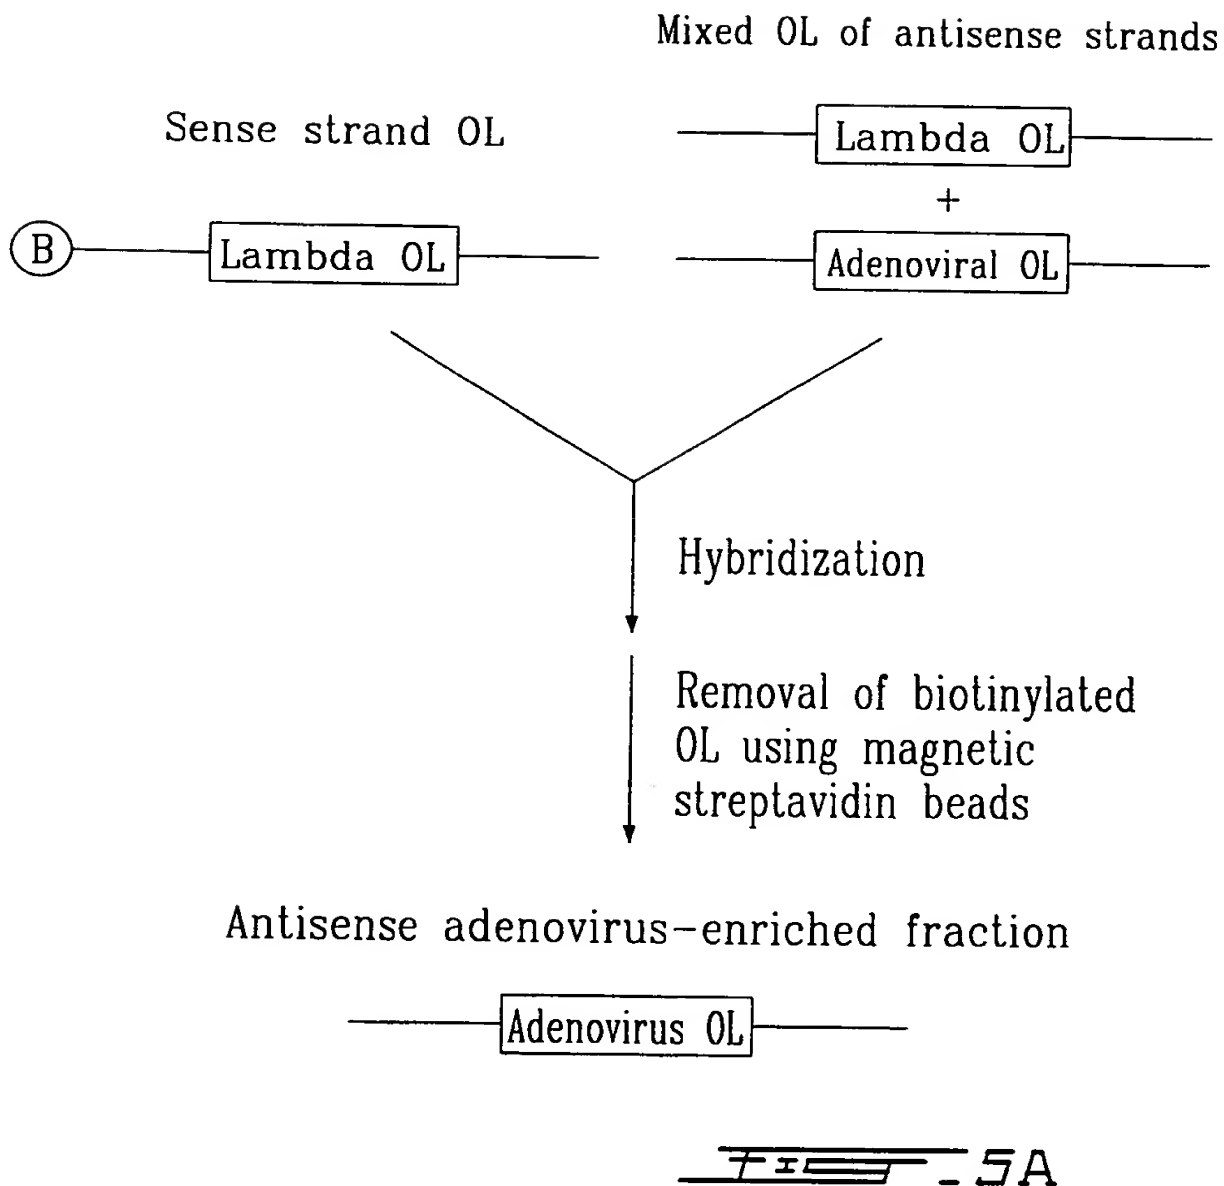 Mixed OL of antisense strands
Sense strand OL
Lambda OL
+
B
Lambda OL
Adenoviral OL
Hybridization
Removal of biotinylated
OL using magnetic
streptavidin beads
Antisense adenovirus-enriched fraction
Adenovirus OL
FIG - 5A